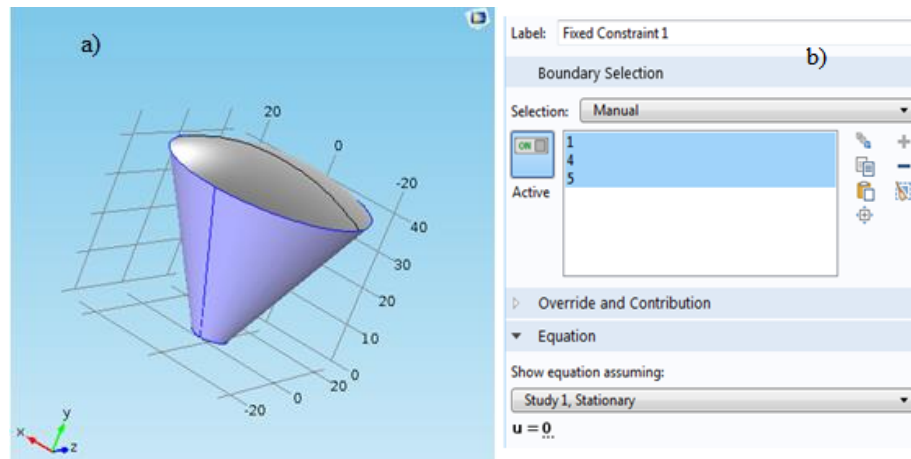 a)
20
0
-20
40
30
20
10
0
20
0
-20
x y z
Label: Fixed Constraint 1
b)
Boundary Selection
Selection: Manual
ON
Active
1
4
5
Override and Contribution
Equation
Show equation assuming:
Study 1, Stationary
u = 0